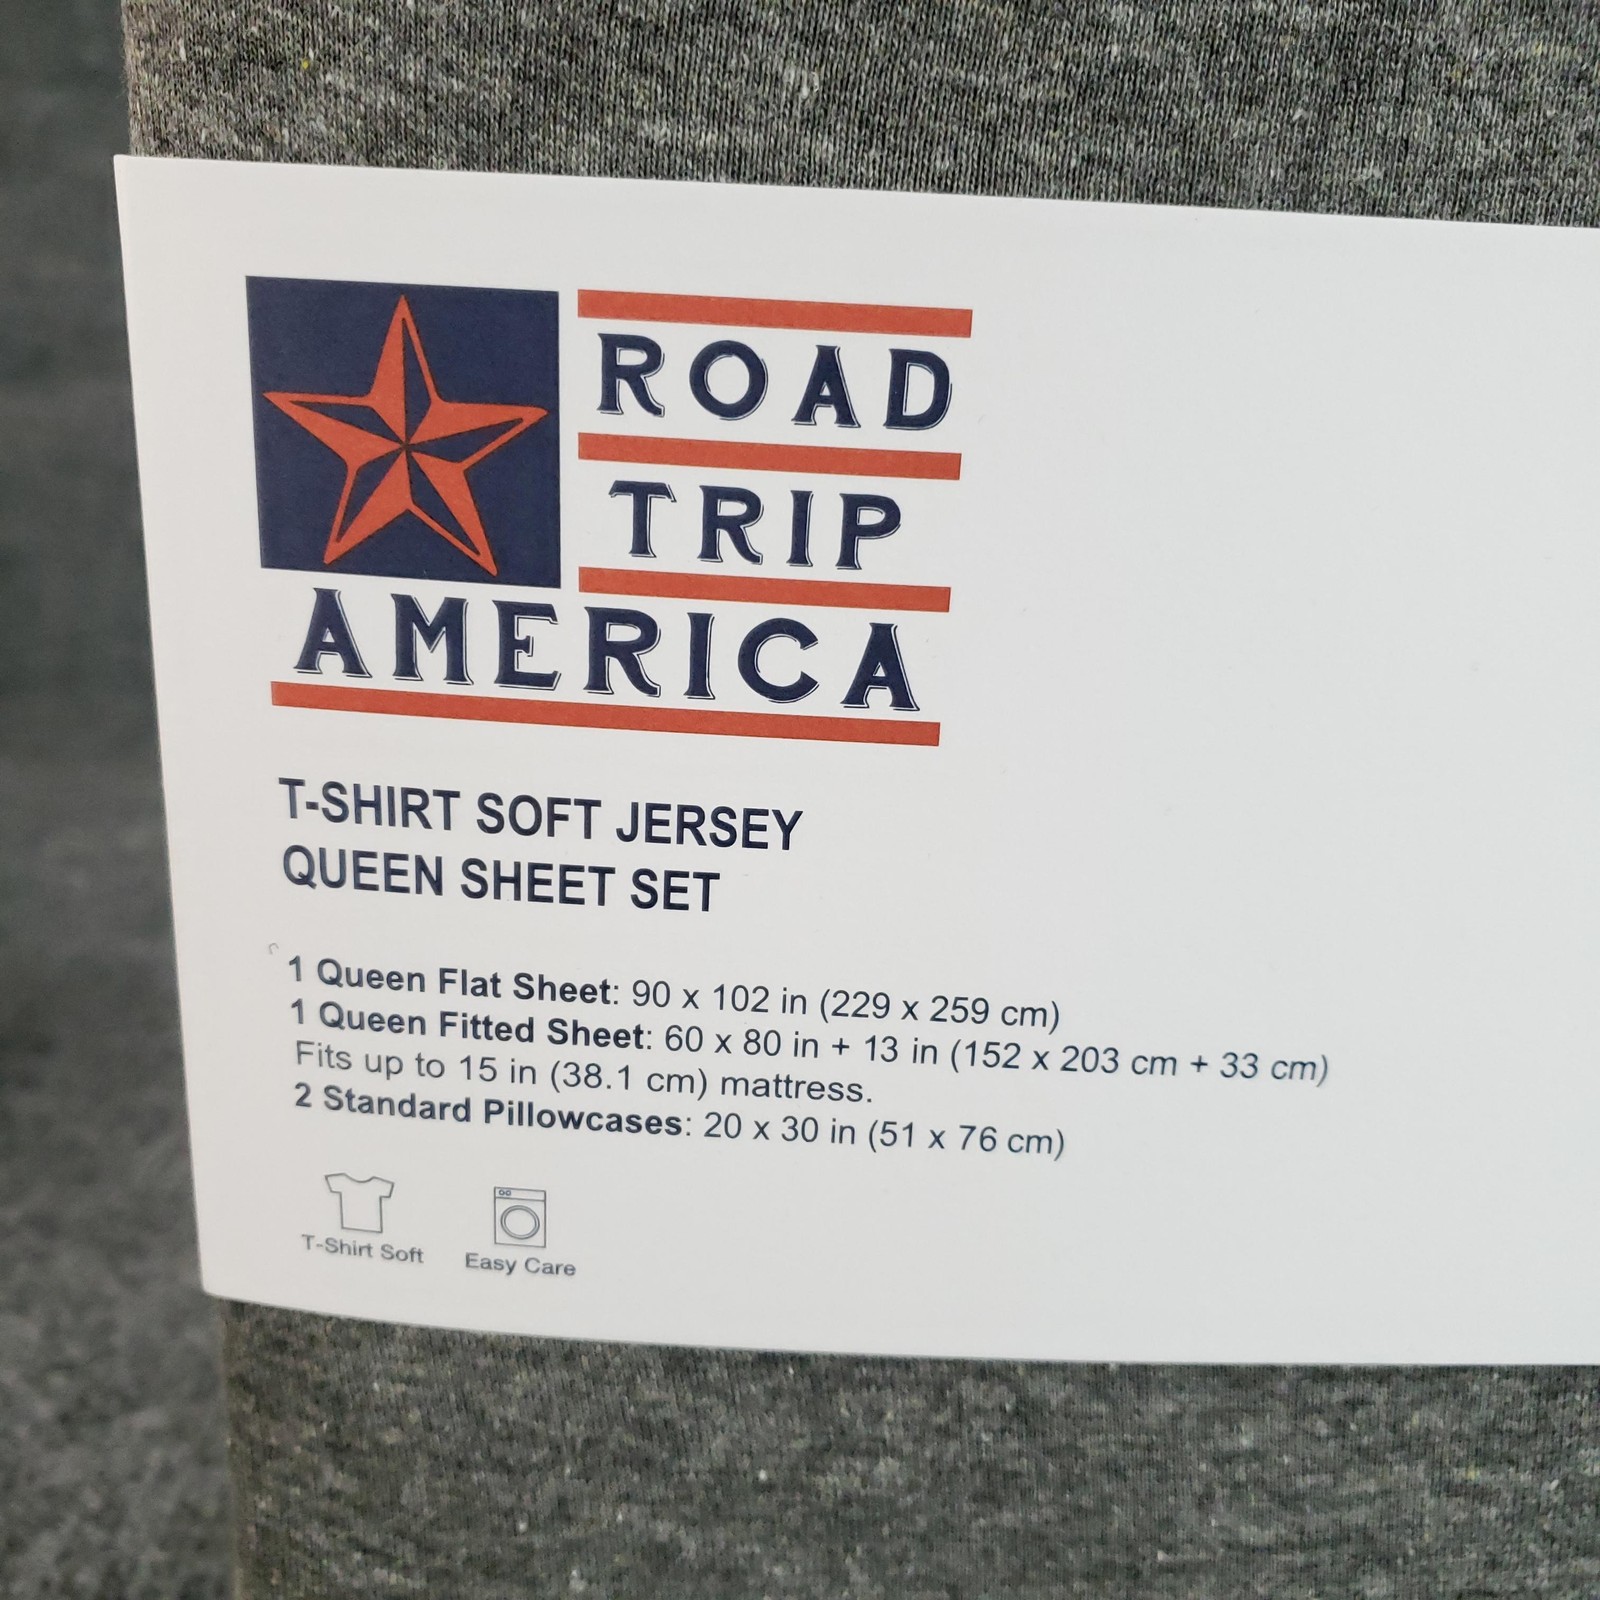 ROAD
TRIP
AMERICA
T-SHIRT SOFT JERSEY
QUEEN SHEET SET
1 Queen Flat Sheet: 90 x 102 in (229 x 259 cm)
1 Queen Fitted Sheet: 60 x 80 in + 13 in (152 x 203 cm + 33 cm)
Fits up to 15 in (38.1 cm) mattress.
2 Standard Pillowcases: 20 x 30 in (51 x 76 cm)
T-Shirt Soft
Easy Care